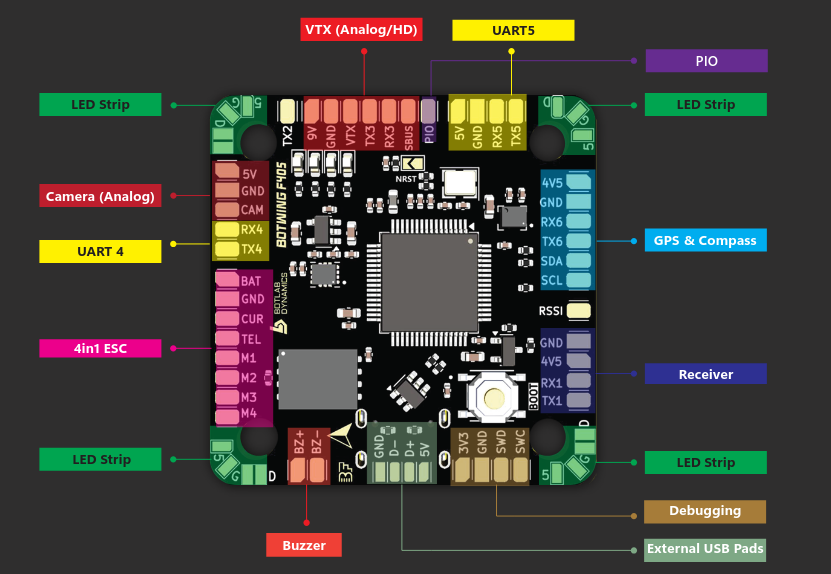 VTX (Analog/HD)
UART5
PIO
LED Strip
LED Strip
Camera (Analog)
UART 4
GPS & Compass
4in1 ESC
Receiver
LED Strip
LED Strip
Debugging
Buzzer
External USB Pads
D
G
5
TX2
9V
GND
VTX
TX3
RX3
SBUS
PIO
5V
GND
RX5
TX5
D
G
5
5V
GND
CAM
RX4
TX4
BOTWING F405
NRST
4V5
GND
RX6
TX6
SDA
SCL
RSSI
BAT
GND
CUR
TEL
M1
M2
M3
M4
BOTLAB
DYNAMICS
GND
4V5
RX1
TX1
BOOT
5
G
D
BZ+
BZ-
BF
GND
D-
D+
5V
3V3
GND
SWD
SWC
5
G
D